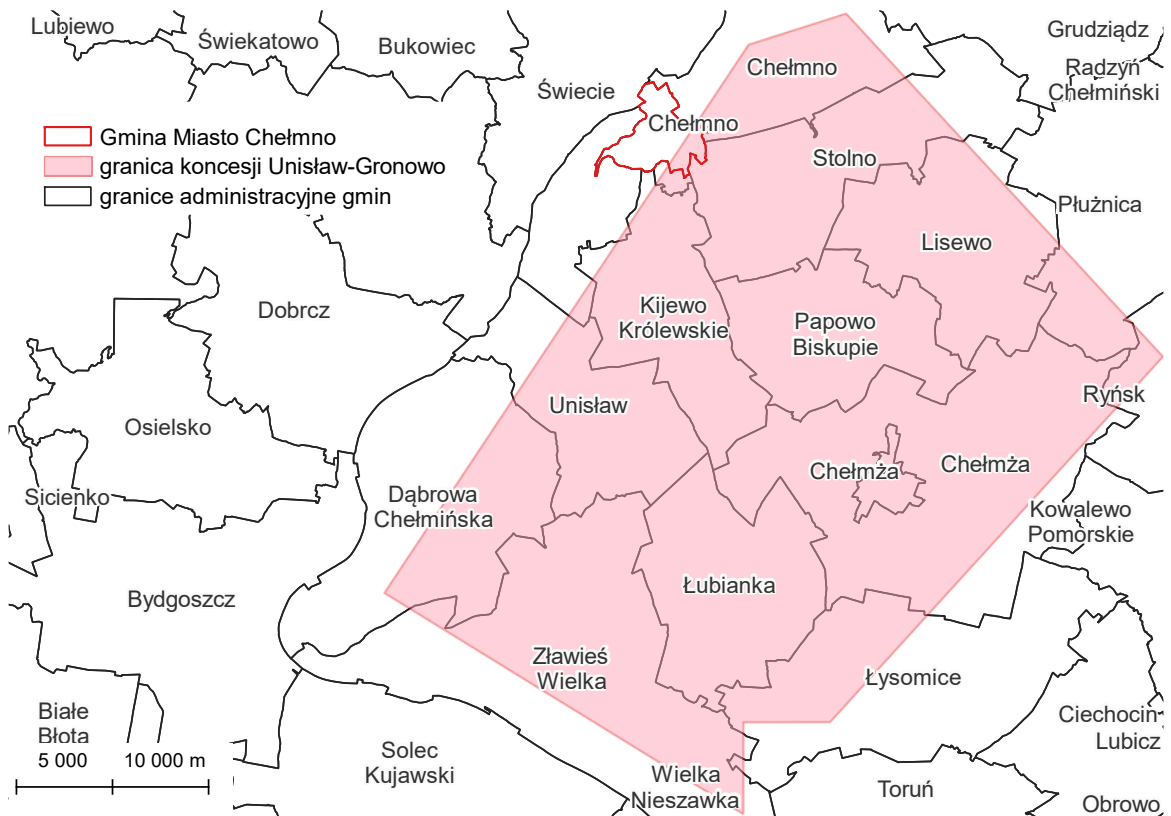 Lubiewo
Świekatowo
Bukowiec
Świecie
Chełmno
Grudziądz
Radzyń
Chełmiński
Chełmno
Gmina Miasto Chełmno
granica koncesji Unisław-Gronowo
granice administracyjne gmin
Stolno
Płużnica
Lisewo
Dobrcz
Kijewo
Królewskie
Papowo
Biskupie
Unisław
Ryńsk
Osielsko
Chełmża
Chełmża
Sicienko
Dąbrowa
Chełmińska
Kowalewo
Pomorskie
Bydgoszcz
Łubianka
Zławieś
Wielka
Łysomice
Białe
Błota
Ciechocin
Lubicz
5 000
10 000 m
Solec
Kujawski
Wielka
Nieszawka
Toruń
Obrowo